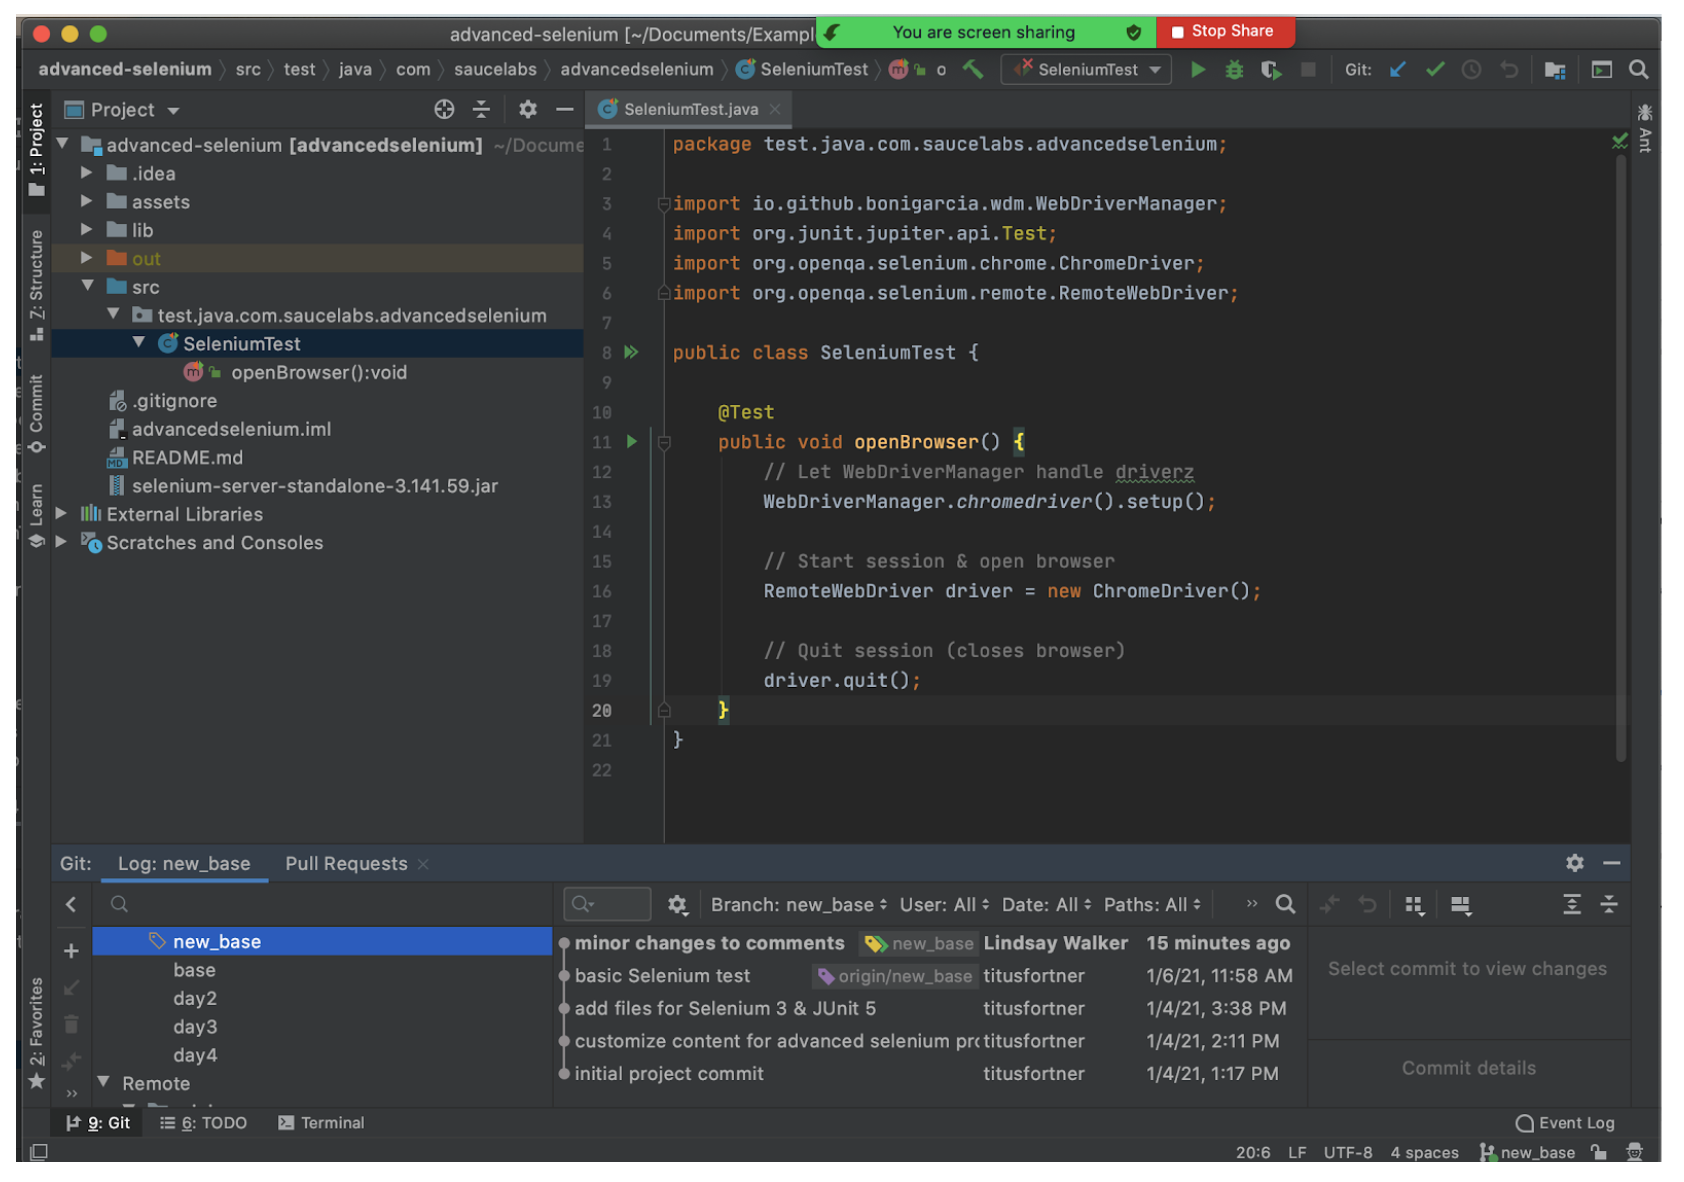 advanced-selenium [~/Documents/Exampl
You are screen sharing
Stop Share
advanced-selenium src test java com saucelabs advancedselenium SeleniumTest m o SeleniumTest Git:
1: Project
Z: Structure
Commit
Learn
2: Favorites
Project
advanced-selenium [advancedselenium] ~/Docume
.idea
assets
lib
out
src
test.java.com.saucelabs.advancedselenium
SeleniumTest
openBrowser():void
.gitignore
advancedselenium.iml
README.md
selenium-server-standalone-3.141.59.jar
External Libraries
Scratches and Consoles
SeleniumTest.java
Ant
1 package test.java.com.saucelabs.advancedselenium;
2
3 import io.github.bonigarcia.wdm.WebDriverManager;
4 import org.junit.jupiter.api.Test;
5 import org.openqa.selenium.chrome.ChromeDriver;
6 import org.openqa.selenium.remote.RemoteWebDriver;
7
8 public class SeleniumTest {
9
10 @Test
11 public void openBrowser() {
12 // Let WebDriverManager handle driverz
13 WebDriverManager.chromedriver().setup();
14
15 // Start session & open browser
16 RemoteWebDriver driver = new ChromeDriver();
17
18 // Quit session (closes browser)
19 driver.quit();
20 }
21 }
22
Git: Log: new_base Pull Requests
Branch: new_base User: All Date: All Paths: All
new_base
base
day2
day3
day4
Remote
minor changes to comments new_base Lindsay Walker 15 minutes ago
basic Selenium test origin/new_base titusfortner 1/6/21, 11:58 AM
add files for Selenium 3 & JUnit 5 titusfortner 1/4/21, 3:38 PM
customize content for advanced selenium pro titusfortner 1/4/21, 2:11 PM
initial project commit titusfortner 1/4/21, 1:17 PM
Select commit to view changes
Commit details
9: Git 6: TODO Terminal Event Log
20:6 LF UTF-8 4 spaces new_base